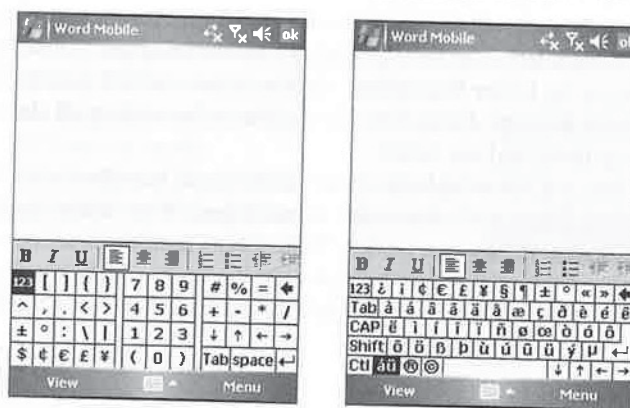 Word Mobile ok
B I U
123 [ ] { } 7 8 9 # % =
^ , . < > 4 5 6 + - * /
± ° : \ | 1 2 3 ↓ ↑ ← →
$ ¢ € £ ¥ ( 0 ) Tab space ↵
View Menu
Word Mobile ok
B I U
123 ¿ ¡ ¢ € £ ¥ § ¶ ± ° « »
Tab à á â ã ä å æ ç ð è é ê
CAP ë ì í î ï ñ ø œ ò ó ô
Shift õ ö ß þ ù ú û ü ý µ ↵
Ctl áü ® © ↓ ↑ ← →
View Menu